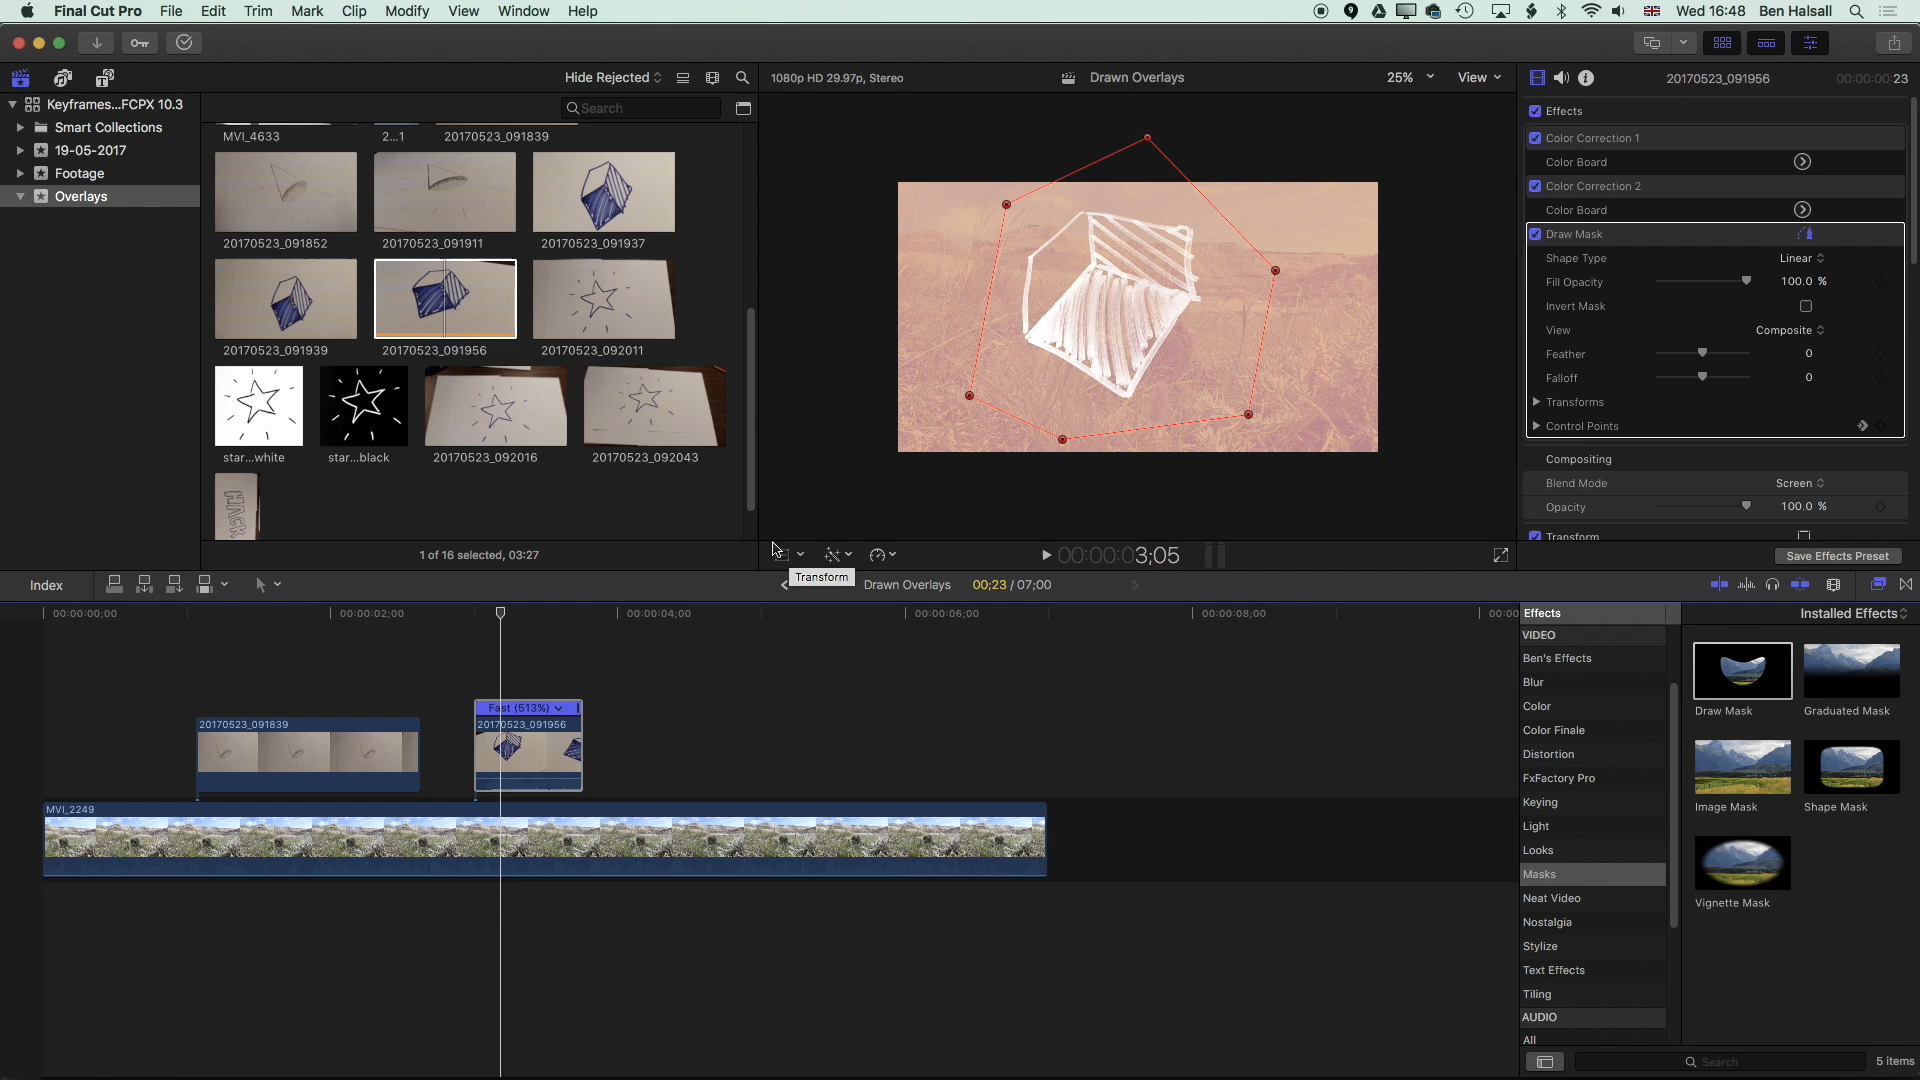 Final Cut Pro File Edit Trim Mark Clip Modify View Window Help
9 Wed 16:48 Ben Halsall
Hide Rejected
1080p HD 29.97p, Stereo
Drawn Overlays
25% View
20170523_091956
00:00:00:23
Keyframes...FCPX 10.3
Smart Collections
19-05-2017
Footage
Overlays
Search
MVI_4633
2...1
20170523_091839
20170523_091852
20170523_091911
20170523_091937
20170523_091939
20170523_091956
20170523_092011
star...white
star...black
20170523_092016
20170523_092043
HACK
1 of 16 selected, 03:27
Effects
Color Correction 1
Color Board
Color Correction 2
Color Board
Draw Mask
Shape Type Linear
Fill Opacity 100.0 %
Invert Mask
View Composite
Feather 0
Falloff 0
Transforms
Control Points
Compositing
Blend Mode Screen
Opacity 100.0 %
Transform
Save Effects Preset
00:00:03;05
Transform
Index
Drawn Overlays 00;23 / 07;00
00:00:00;00
00:00:02;00
00:00:04;00
00:00:06;00
00:00:08;00
00:00
20170523_091839
Fast (513%)
20170523_091956
MVI_2249
Effects
Installed Effects
VIDEO
Ben's Effects
Blur
Color
Color Finale
Distortion
FxFactory Pro
Keying
Light
Looks
Masks
Neat Video
Nostalgia
Stylize
Text Effects
Tiling
AUDIO
All
Draw Mask
Graduated Mask
Image Mask
Shape Mask
Vignette Mask
Search
5 items